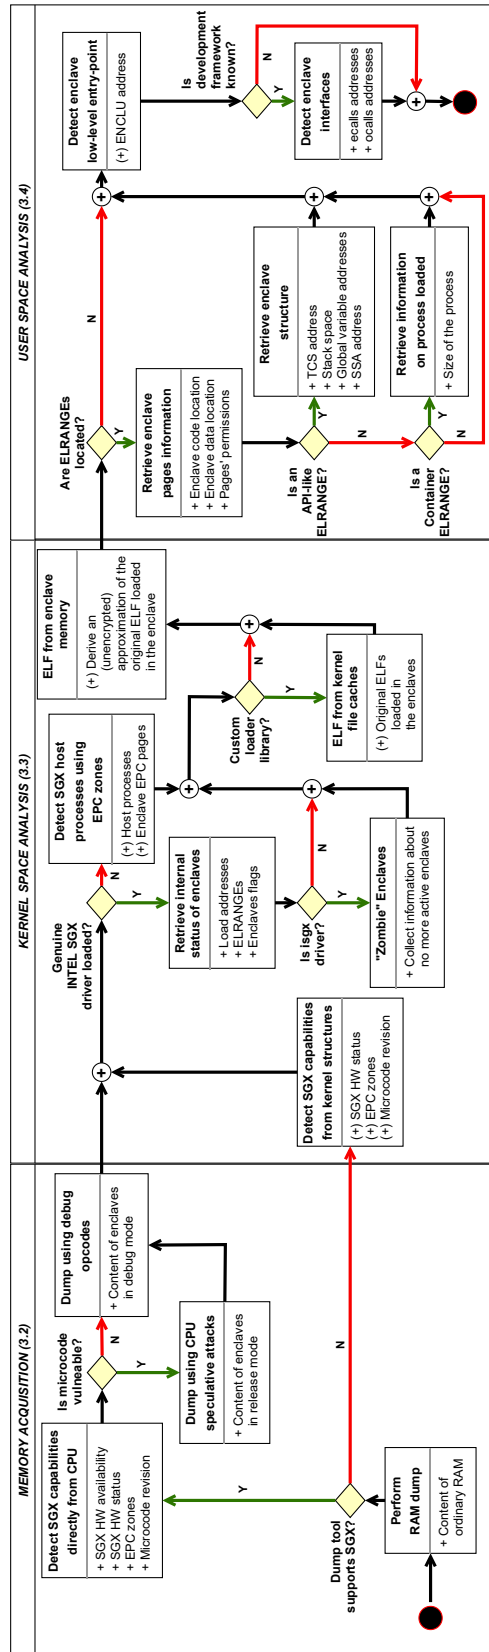 MEMORY ACQUISITION (3.2)
Perform
RAM dump
+ Content of
ordinary RAM
Dump tool
supports SGX?
Y
N
Detect SGX capabilities
directly from CPU
+ SGX HW availability
+ SGX HW status
+ EPC zones
+ Microcode revision
Is microcode
vulneable?
N
Y
Dump using CPU
speculative attacks
+ Content of enclaves
in release mode
Dump using debug
opcodes
+ Content of enclaves
in debug mode
KERNEL SPACE ANALYSIS (3.3)
Detect SGX capabilities
from kernel structures
(+) SGX HW status
(+) EPC zones
(+) Microcode revision
+
Genuine
INTEL SGX
driver loaded?
N
Y
Detect SGX host
processes using
EPC zones
(+) Host processes
(+) Enclave EPC pages
Retrieve internal
status of enclaves
+ Load addresses
+ ELRANGEs
+ Enclaves flags
Is isgx
driver?
N
Y
"Zombie" Enclaves
+ Collect information about
no more active enclaves
+
+
Custom
loader
library?
N
Y
ELF from kernel
file caches
(+) Original ELFs
loaded in
the enclaves
+
ELF from enclave
memory
(+) Derive an
(unencrypted)
approximation of the
original ELF loaded
in the enclave
USER SPACE ANALYSIS (3.4)
Are ELRANGEs
located?
N
Y
Retrieve enclave
pages information
+ Enclave code location
+ Enclave data location
+ Pages' permissions
Is an
API-like
ELRANGE?
Y
N
Retrieve enclave
structure
+ TCS address
+ Stack space
+ Global variable addresses
+ SSA address
Is a
Container
ELRANGE?
Y
N
Retrieve information
on process loaded
+ Size of the process
+
+
+
Detect enclave
low-level entry-point
(+) ENCLU address
Is
development
framework
known?
N
Y
Detect enclave
interfaces
+ ecalls addresses
+ ocalls addresses
+